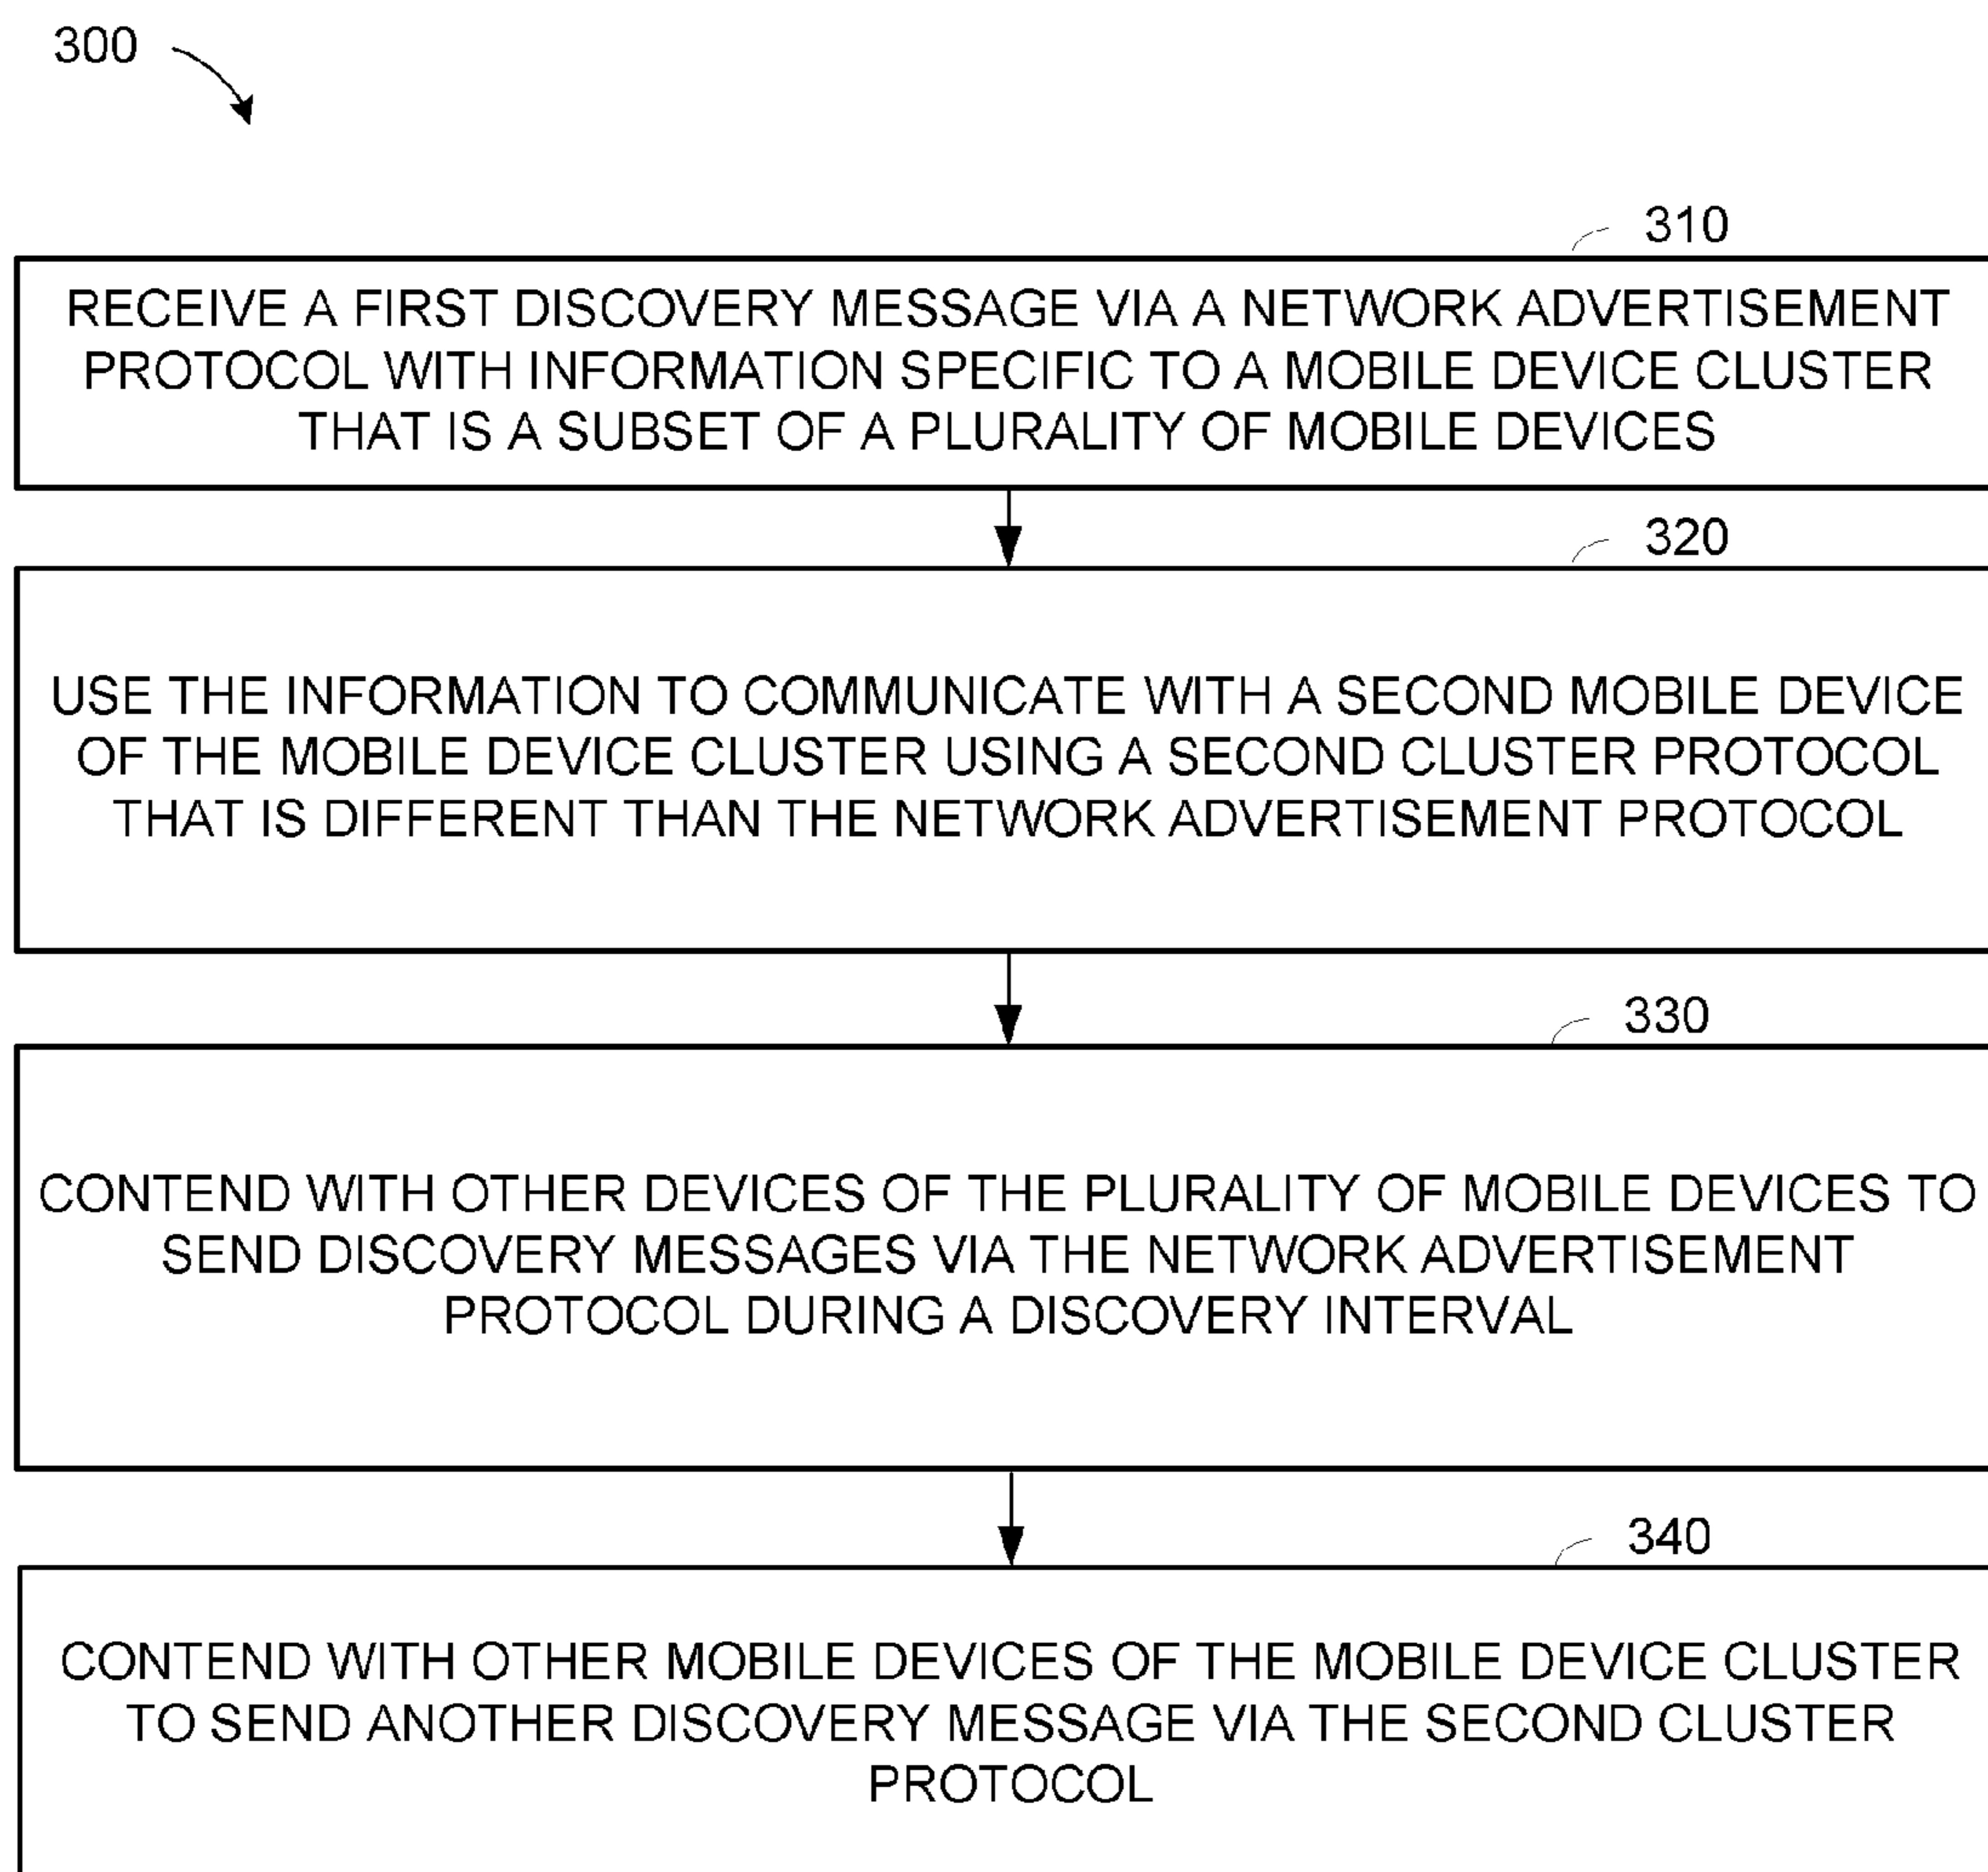 300
310
RECEIVE A FIRST DISCOVERY MESSAGE VIA A NETWORK ADVERTISEMENT
PROTOCOL WITH INFORMATION SPECIFIC TO A MOBILE DEVICE CLUSTER
THAT IS A SUBSET OF A PLURALITY OF MOBILE DEVICES
320
USE THE INFORMATION TO COMMUNICATE WITH A SECOND MOBILE DEVICE
OF THE MOBILE DEVICE CLUSTER USING A SECOND CLUSTER PROTOCOL
THAT IS DIFFERENT THAN THE NETWORK ADVERTISEMENT PROTOCOL
330
CONTEND WITH OTHER DEVICES OF THE PLURALITY OF MOBILE DEVICES TO
SEND DISCOVERY MESSAGES VIA THE NETWORK ADVERTISEMENT
PROTOCOL DURING A DISCOVERY INTERVAL
340
CONTEND WITH OTHER MOBILE DEVICES OF THE MOBILE DEVICE CLUSTER
TO SEND ANOTHER DISCOVERY MESSAGE VIA THE SECOND CLUSTER
PROTOCOL